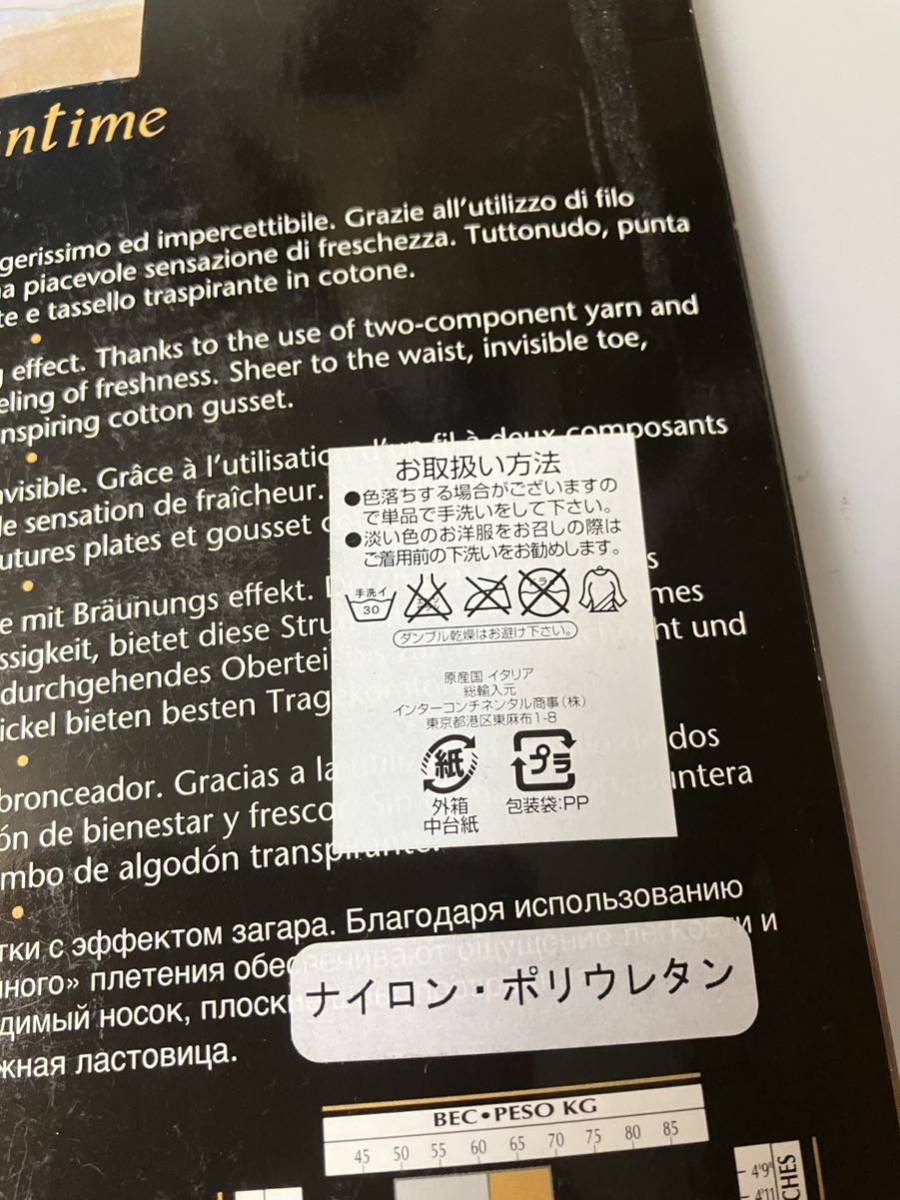 ntime
gerissimo ed impercettibile. Grazie all'utilizzo di filo
a piacevole sensazione di freschezza. Tuttonudo, punta
te e tassello traspirante in cotone.
effect. Thanks to the use of two-component yarn and
eling of freshness. Sheer to the waist, invisible toe,
nspiring cotton gusset.
visible. Grâce à l'utilisation d'un fil à deux composants
le sensation de fraîcheur.
utures plates et gousset
e mit Bräunungs effekt.
ssigkeit, bietet diese Stru mes
durchgehendes Obertei ht und
ickel bieten besten Trag
bronceador. Gracias a la dos
ón de bienestar y fresco untera
mbo de algodón transpirante.
тки с эффектом загара. Благодаря использованию
ного» плетения обеспечивают ощущение легкости и
димый носок, плоск
жная ластовица.
お取扱い方法
●色落ちする場合がございますの
で単品で手洗いをして下さい。
●淡い色のお洋服をお召しの際は
ご着用前の下洗いをお勧めします。
手洗イ
30
タンブル乾燥はお避け下さい。
原産国 イタリア
総輸入元
インターコンチネンタル商事(株)
東京都港区東麻布1-8
紙
プラ
外箱
中台紙
包装袋:PP
ナイロン・ポリウレタン
ВЕС•PESO KG
45 50 55 60 65 70 75 80 85
4'9"
4'11
CHES